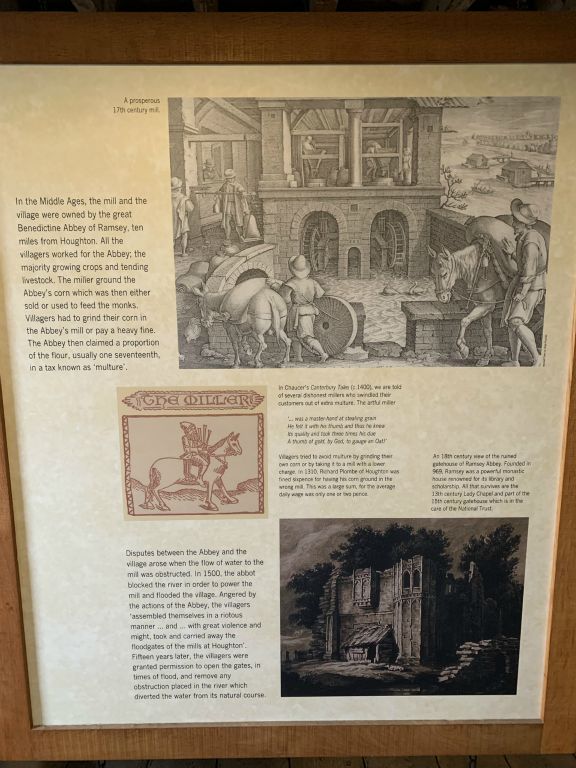 A prosperous
17th century mill.
In the Middle Ages, the mill and the
village were owned by the great
Benedictine Abbey of Ramsey, ten
miles from Houghton. All the
villagers worked for the Abbey; the
majority growing crops and tending
livestock. The miller ground the
Abbey's corn which was then either
sold or used to feed the monks.
Villagers had to grind their corn in
the Abbey's mill or pay a heavy fine.
The Abbey then claimed a proportion
of the flour, usually one seventeenth,
in a tax known as 'multure'.
THE MILLER
In Chaucer's Canterbury Tales (c.1400), we are told
of several dishonest millers who swindled their
customers out of extra multure. The artful miller
'... was a master-hand at stealing grain
He felt it with his thumb and thus he knew
Its quality and took three times his due
A thumb of gold, by God, to gauge an Oat!'
Villagers tried to avoid multure by grinding their
own corn or by taking it to a mill with a lower
charge. In 1310, Richard Plombe of Houghton was
fined sixpence for having his corn ground in the
wrong mill. This was a large sum, for the average
daily wage was only one or two pence.
An 18th century view of the ruined
gatehouse of Ramsey Abbey. Founded in
969, Ramsey was a powerful monastic
house renowned for its library and
scholarship. All that survives are the
13th century Lady Chapel and part of the
15th century gatehouse which is in the
care of the National Trust.
Disputes between the Abbey and the
village arose when the flow of water to the
mill was obstructed. In 1500, the abbot
blocked the river in order to power the
mill and flooded the village. Angered by
the actions of the Abbey, the villagers
'assembled themselves in a riotous
manner ... and ... with great violence and
might, took and carried away the
floodgates of the mills at Houghton'.
Fifteen years later, the villagers were
granted permission to open the gates, in
times of flood, and remove any
obstruction placed in the river which
diverted the water from its natural course.